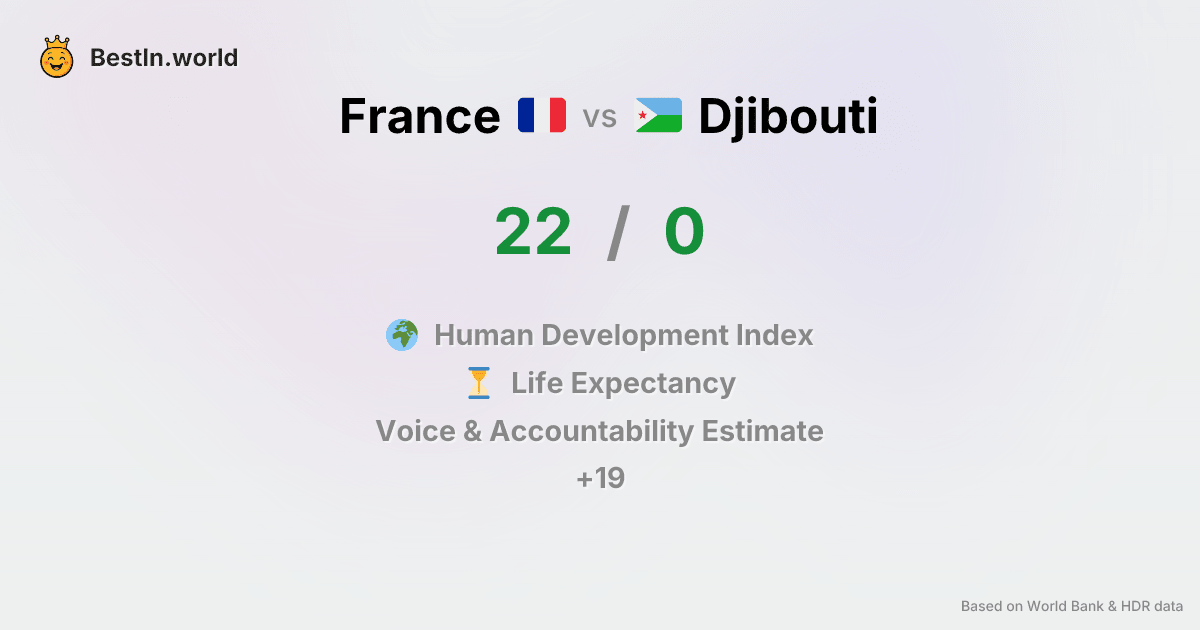 BestIn.world
France vs Djibouti
22 / 0
Human Development Index
Life Expectancy
Voice & Accountability Estimate
+19
Based on World Bank & HDR data